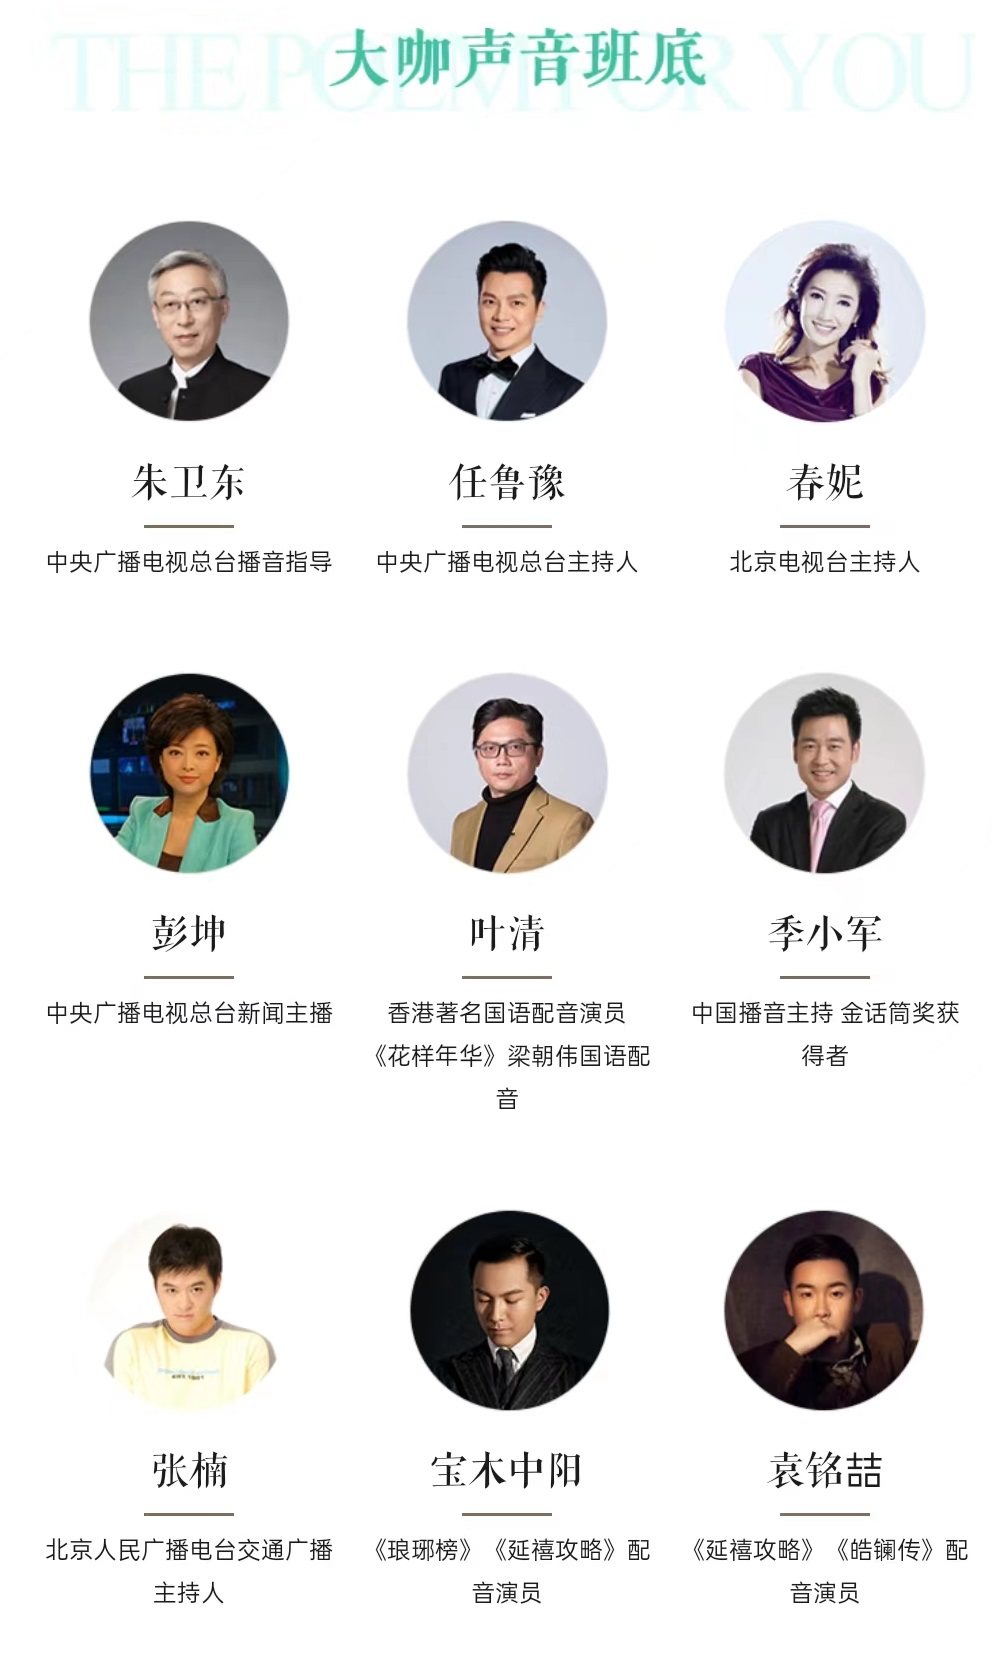 THE POEM FOR YOU
大咖声音班底
朱卫东
任鲁豫
春妮
中央广播电视总台播音指导
中央广播电视总台主持人
北京电视台主持人
彭坤
叶清
季小军
中央广播电视总台新闻主播
香港著名国语配音演员
《花样年华》梁朝伟国语配
音
中国播音主持 金话筒奖获
得者
张楠
宝木中阳
袁铭喆
北京人民广播电台交通广播
主持人
《琅琊榜》《延禧攻略》配
音演员
《延禧攻略》《皓镧传》配
音演员